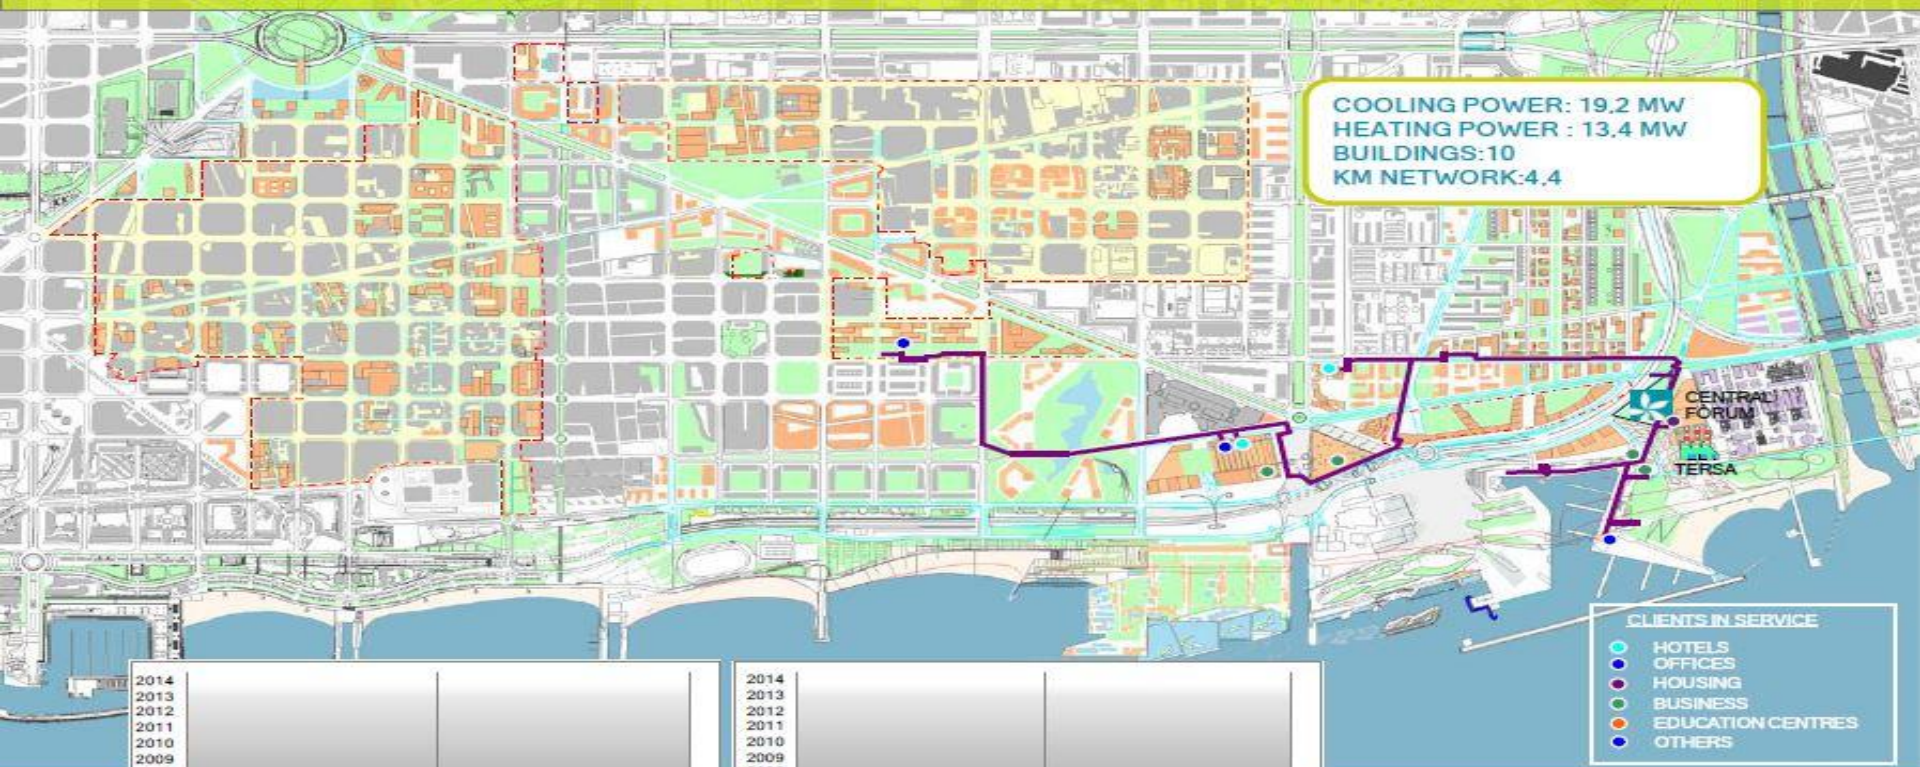 COOLING POWER: 19,2 MW
HEATING POWER : 13,4 MW
BUILDINGS:10
KM NETWORK:4,4
CENTRAL
FÒRUM
TERSA
CLIENTS IN SERVICE
HOTELS
OFFICES
HOUSING
BUSINESS
EDUCATION CENTRES
OTHERS
2014
2013
2012
2011
2010
2009
2014
2013
2012
2011
2010
2009